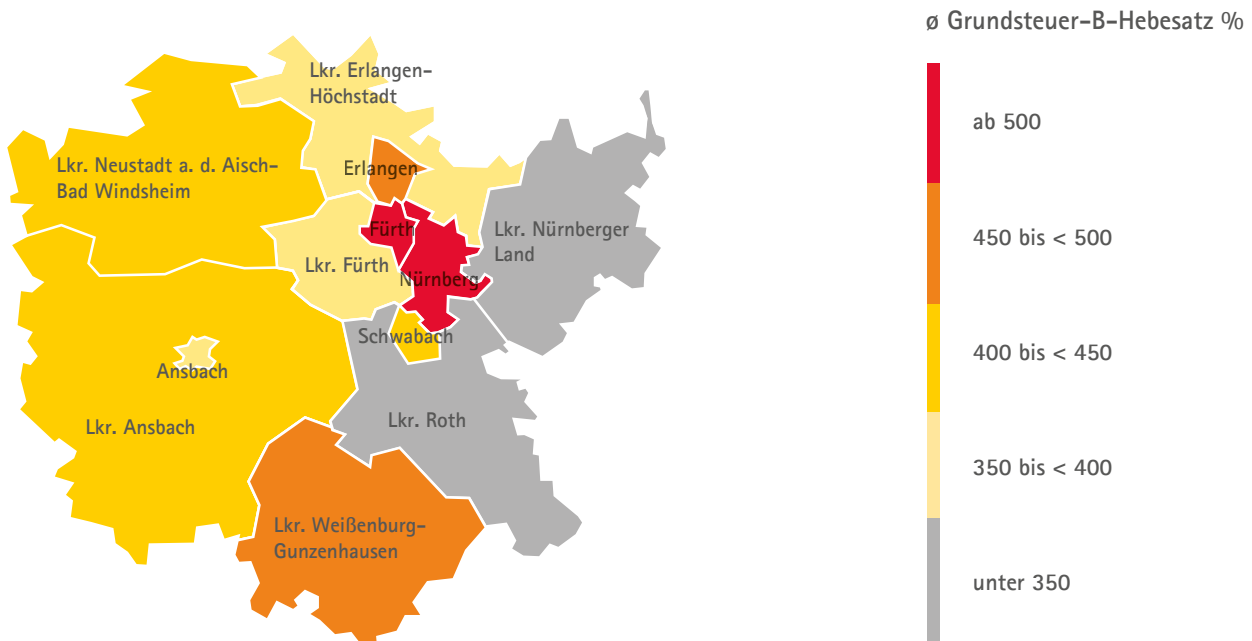 ø Grundsteuer-B-Hebesatz %
ab 500
450 bis < 500
400 bis < 450
350 bis < 400
unter 350
Lkr. Erlangen-
Höchstadt
Lkr. Neustadt a. d. Aisch-
Bad Windsheim
Erlangen
Fürth
Lkr. Nürnberger
Land
Lkr. Fürth
Nürnberg
Schwabach
Ansbach
Lkr. Ansbach
Lkr. Roth
Lkr. Weißenburg-
Gunzenhausen